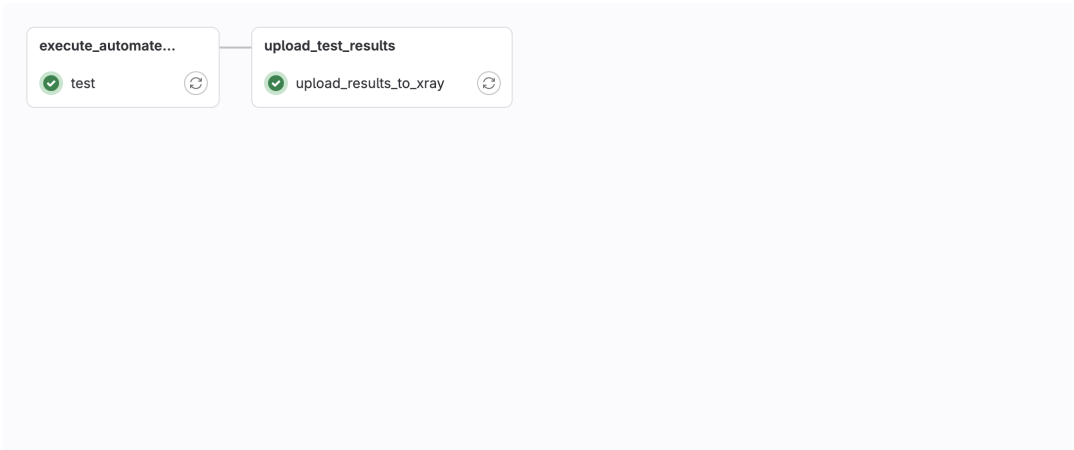 execute_automate...
test
upload_test_results
upload_results_to_xray